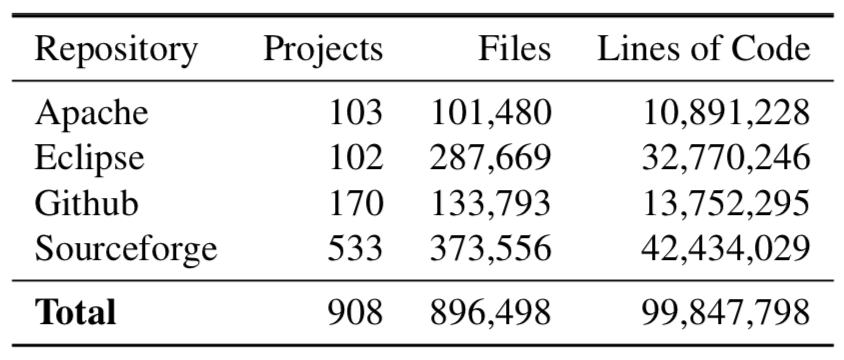 Repository Projects Files Lines of Code
Apache 103 101,480 10,891,228
Eclipse 102 287,669 32,770,246
Github 170 133,793 13,752,295
Sourceforge 533 373,556 42,434,029
Total 908 896,498 99,847,798